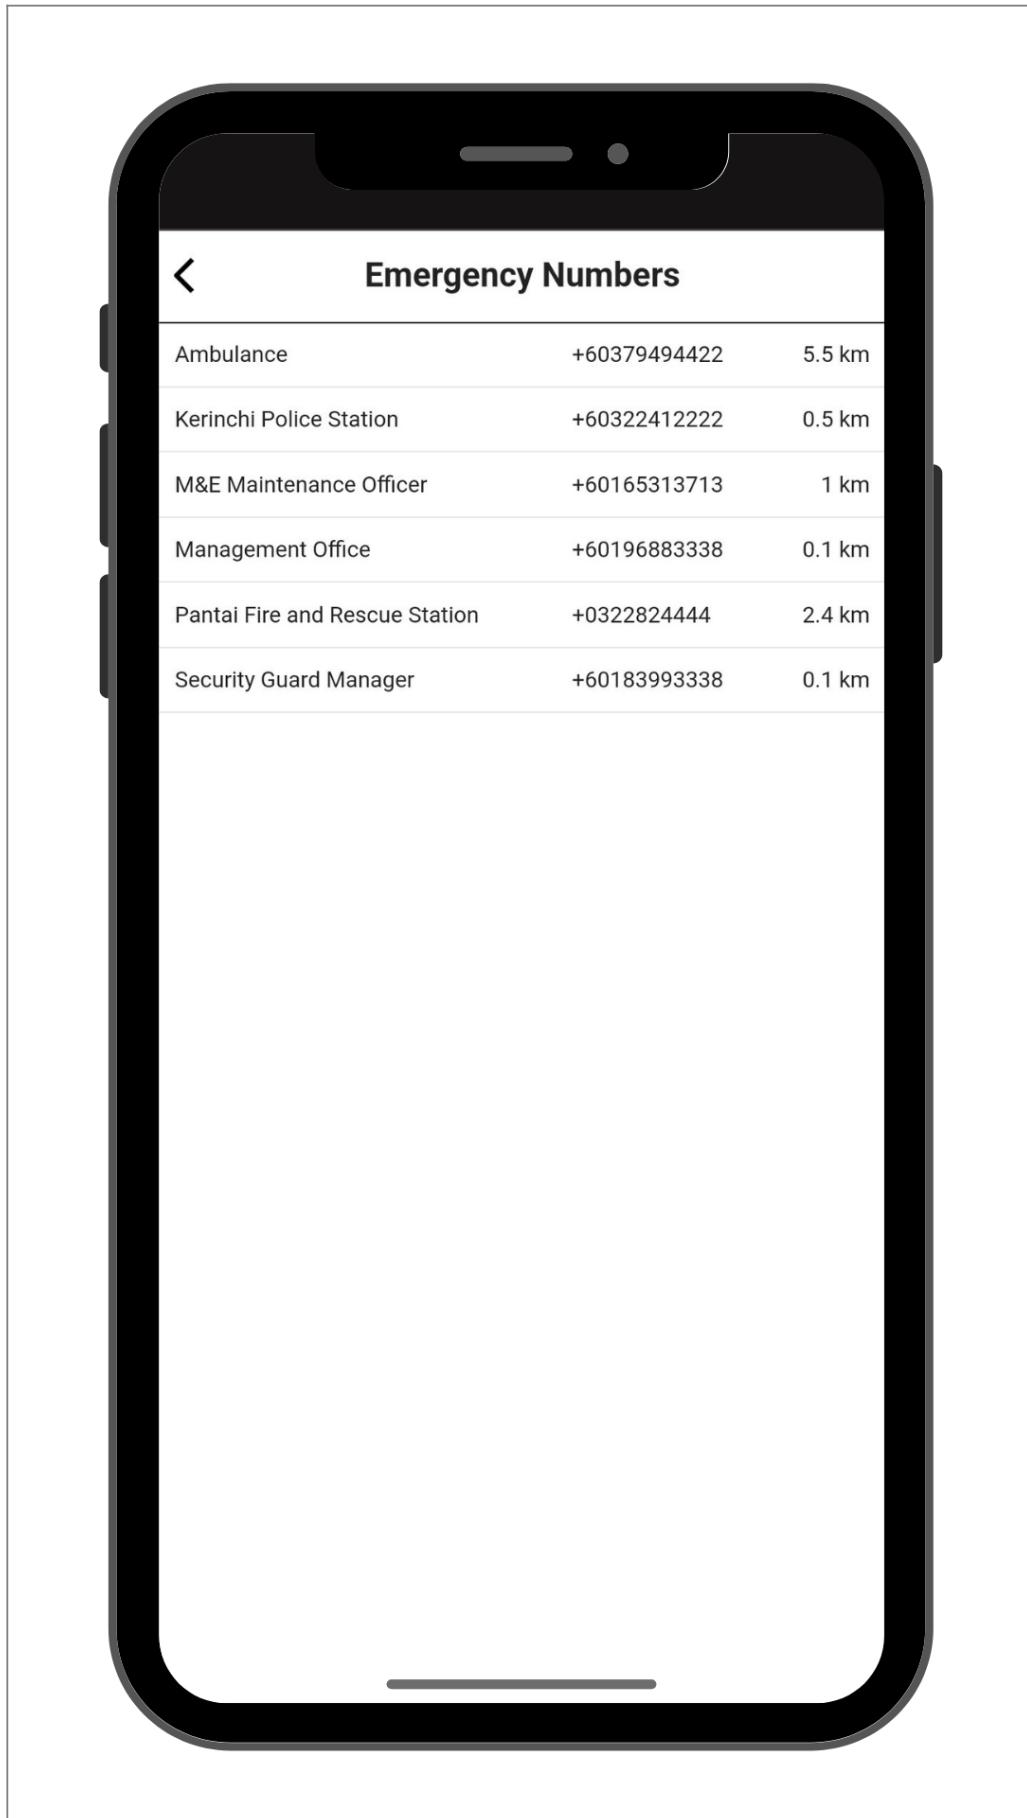 Emergency Numbers
Ambulance +60379494422 5.5 km
Kerinchi Police Station +60322412222 0.5 km
M&E Maintenance Officer +60165313713 1 km
Management Office +60196883338 0.1 km
Pantai Fire and Rescue Station +0322824444 2.4 km
Security Guard Manager +60183993338 0.1 km